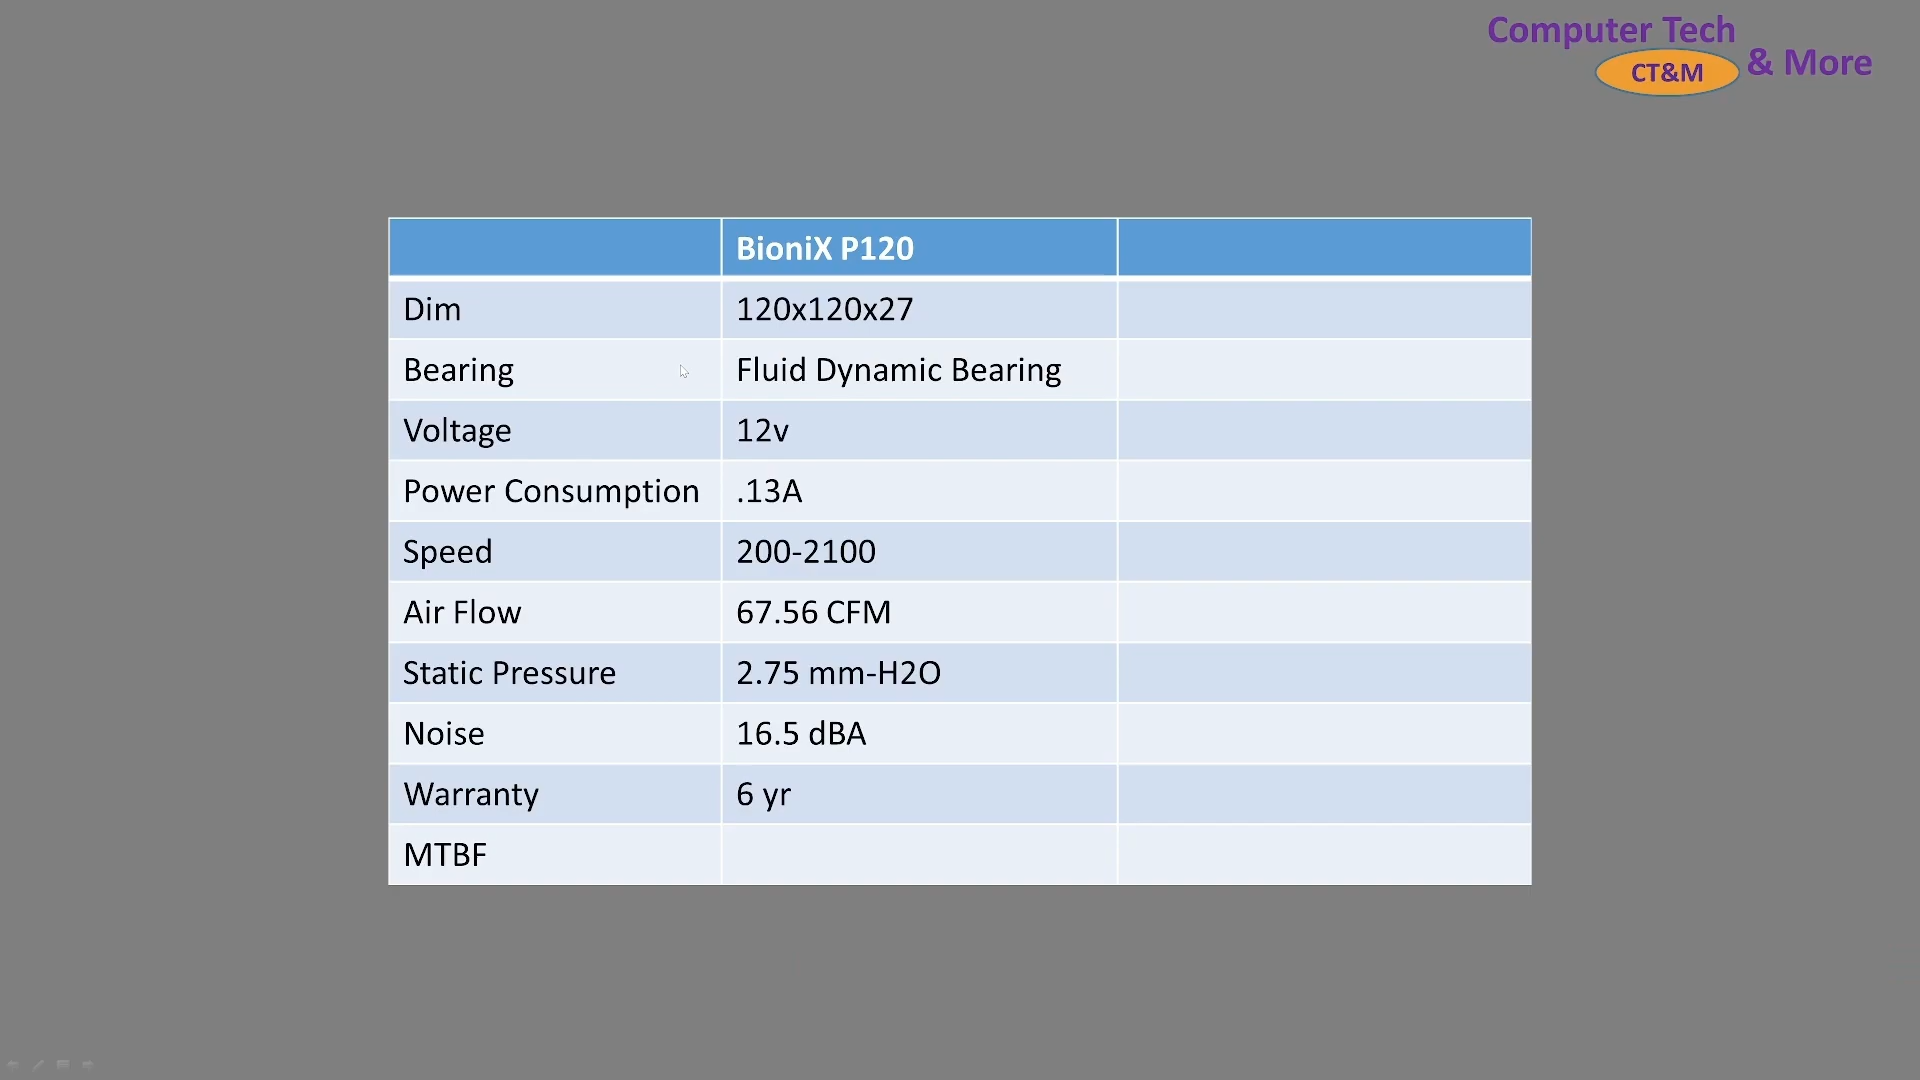 Computer Tech
& More
CT&M
BioniX P120
Dim 120x120x27
Bearing Fluid Dynamic Bearing
Voltage 12v
Power Consumption .13A
Speed 200-2100
Air Flow 67.56 CFM
Static Pressure 2.75 mm-H2O
Noise 16.5 dBA
Warranty 6 yr
MTBF